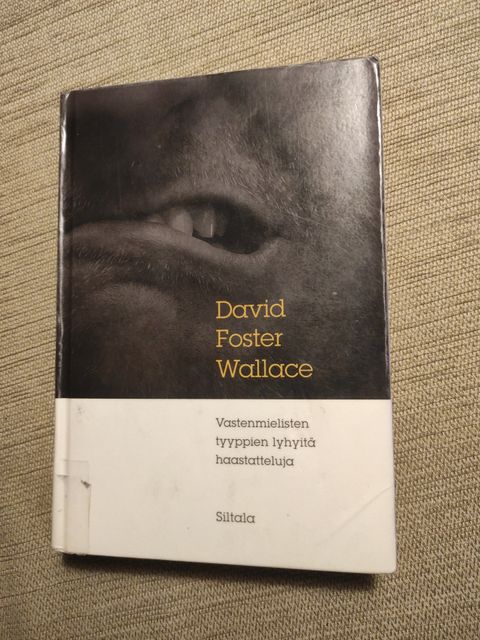 David
Foster
Wallace
Vastenmielisten
tyyppien lyhyitä
haastatteluja
Siltala